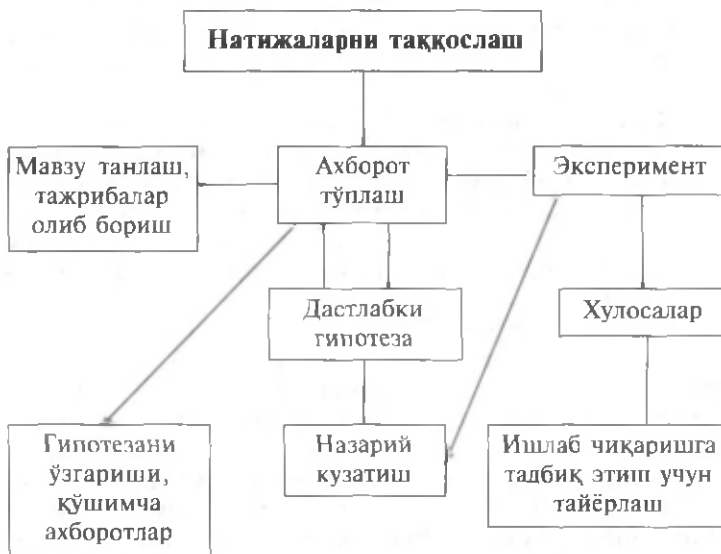 Натижаларни таққослаш
Мавзу танлаш,
тажрибалар
олиб бориш
Ахборот
тўплаш
Эксперимент
Дастлабки
гипотеза
Хулосалар
Гипотезани
ўзгариши,
қўшимча
ахборотлар
Назарий
кузатиш
Ишлаб чиқаришга
тадбиқ этиш учун
тайёрлаш